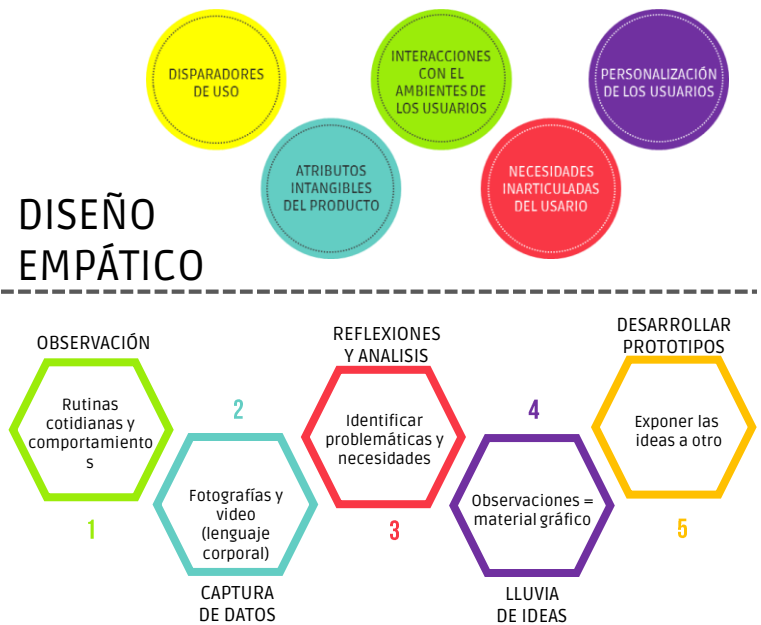 DISPARADORES
DE USO
INTERACCIONES
CON EL
AMBIENTES DE
LOS USUARIOS
PERSONALIZACIÓN
DE LOS USUARIOS
ATRIBUTOS
INTANGIBLES
DEL PRODUCTO
NECESIDADES
INARTICULADAS
DEL USARIO
DISEÑO
EMPÁTICO
OBSERVACIÓN
Rutinas
cotidianas y
comportamiento
s
1
2
Fotografías y
video
(lenguaje
corporal)
CAPTURA
DE DATOS
REFLEXIONES
Y ANALISIS
Identificar
problemáticas y
necesidades
3
4
Observaciones =
material gráfico
LLUVIA
DE IDEAS
DESARROLLAR
PROTOTIPOS
Exponer las
ideas a otro
5